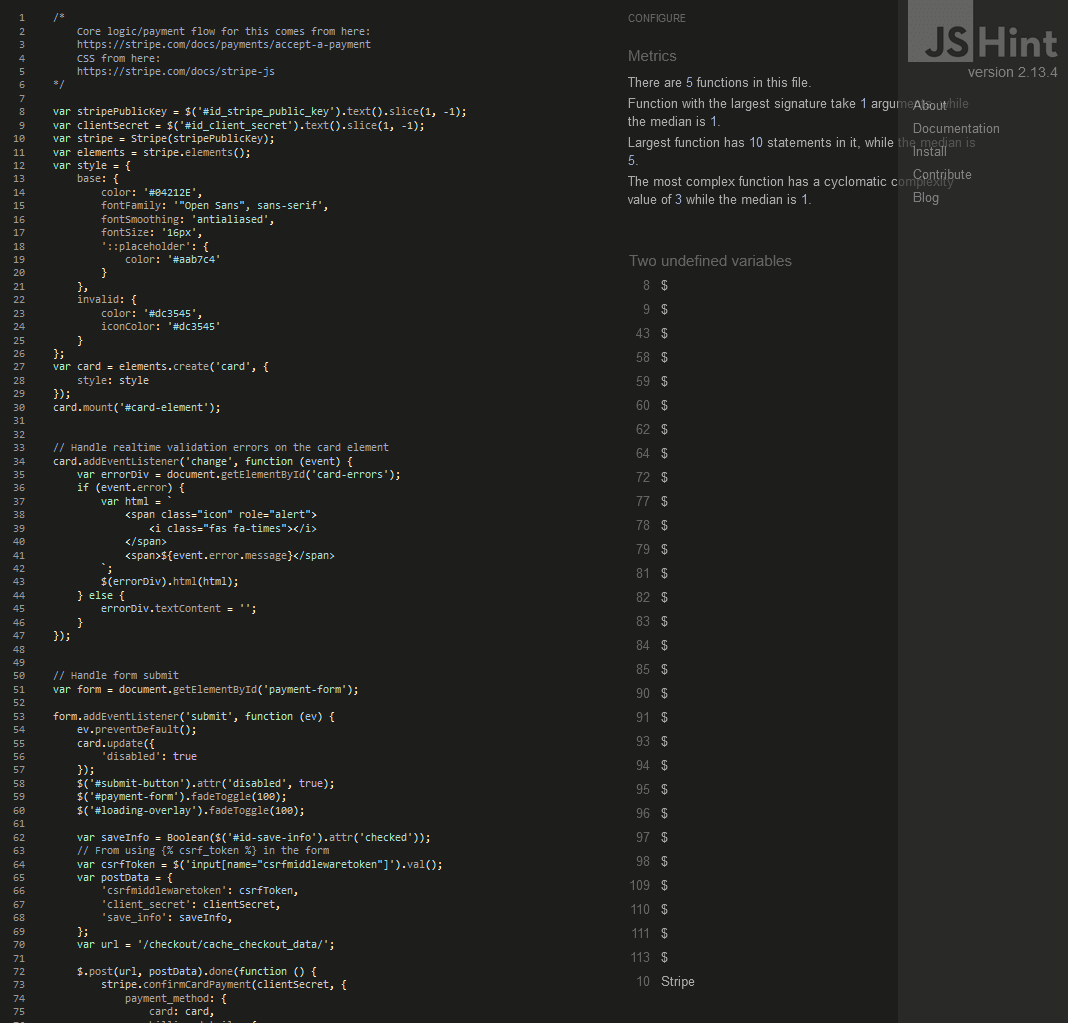 1 /*
2 Core logic/payment flow for this comes from here:
3 https://stripe.com/docs/payments/accept-a-payment
4 CSS from here:
5 https://stripe.com/docs/stripe-js
6 */
7
8 var stripePublicKey = $('#id_stripe_public_key').text().slice(1, -1);
9 var clientSecret = $('#id_client_secret').text().slice(1, -1);
10 var stripe = Stripe(stripePublicKey);
11 var elements = stripe.elements();
12 var style = {
13 base: {
14 color: '#04212E',
15 fontFamily: '"Open Sans", sans-serif',
16 fontSmoothing: 'antialiased',
17 fontSize: '16px',
18 '::placeholder': {
19 color: '#aab7c4'
20 }
21 },
22 invalid: {
23 color: '#dc3545',
24 iconColor: '#dc3545'
25 }
26 };
27 var card = elements.create('card', {
28 style: style
29 });
30 card.mount('#card-element');
31
32
33 // Handle realtime validation errors on the card element
34 card.addEventListener('change', function (event) {
35 var errorDiv = document.getElementById('card-errors');
36 if (event.error) {
37 var html = `
38 <span class="icon" role="alert">
39 <i class="fas fa-times"></i>
40 </span>
41 <span>${event.error.message}</span>
42 `;
43 $(errorDiv).html(html);
44 } else {
45 errorDiv.textContent = '';
46 }
47 });
48
49
50 // Handle form submit
51 var form = document.getElementById('payment-form');
52
53 form.addEventListener('submit', function (ev) {
54 ev.preventDefault();
55 card.update({
56 'disabled': true
57 });
58 $('#submit-button').attr('disabled', true);
59 $('#payment-form').fadeToggle(100);
60 $('#loading-overlay').fadeToggle(100);
61
62 var saveInfo = Boolean($('#id-save-info').attr('checked'));
63 // From using {% csrf_token %} in the form
64 var csrfToken = $('input[name="csrfmiddlewaretoken"]').val();
65 var postData = {
66 'csrfmiddlewaretoken': csrfToken,
67 'client_secret': clientSecret,
68 'save_info': saveInfo,
69 };
70 var url = '/checkout/cache_checkout_data/';
71
72 $.post(url, postData).done(function () {
73 stripe.confirmCardPayment(clientSecret, {
74 payment_method: {
75 card: card,
CONFIGURE
Metrics
There are 5 functions in this file.
Function with the largest signature take 1 arguments, while
the median is 1.
Largest function has 10 statements in it, while the median is
5.
The most complex function has a cyclomatic complexity
value of 3 while the median is 1.
Two undefined variables
8 $
9 $
43 $
58 $
59 $
60 $
62 $
64 $
72 $
77 $
78 $
79 $
81 $
82 $
83 $
84 $
85 $
90 $
91 $
93 $
94 $
95 $
96 $
97 $
98 $
109 $
110 $
111 $
113 $
10 Stripe
JSHint
version 2.13.4
About
Documentation
Install
Contribute
Blog